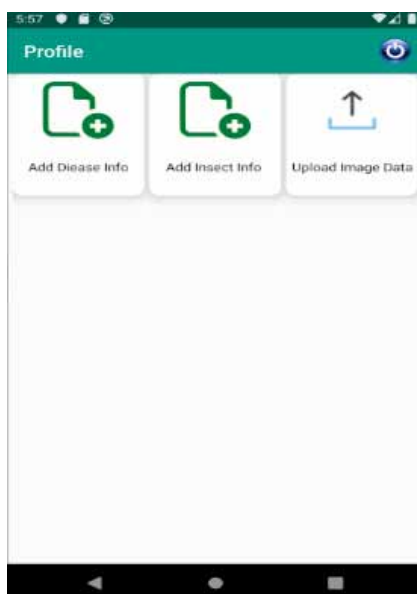 5:57
Profile
Add Diease Info
Add Insect Info
Upload Image Data